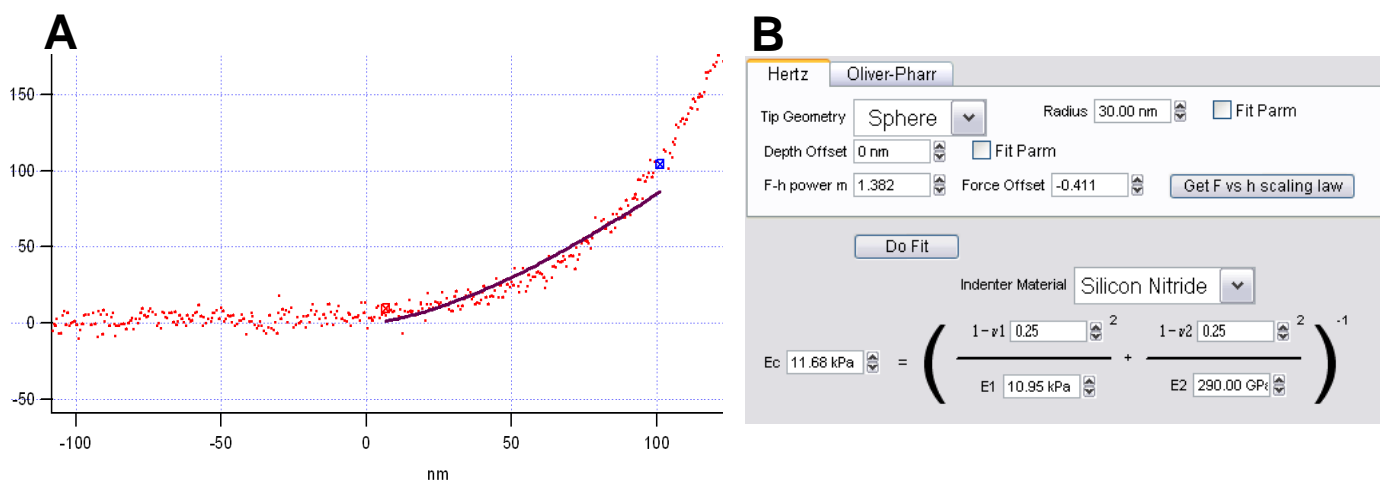 A
150
100
50
0
-50
-100
-50
0
50
100
nm
B
Hertz Oliver-Pharr
Tip Geometry Sphere Radius 30.00 nm Fit Parm
Depth Offset 0 nm Fit Parm
F-h power m 1.382 Force Offset -0.411 Get F vs h scaling law
Do Fit
Indenter Material Silicon Nitride
1-ν1 0.25 2 1-ν2 0.25 2 -1
Ec 11.68 kPa = ( + )
E1 10.95 kPa E2 290.00 GPa